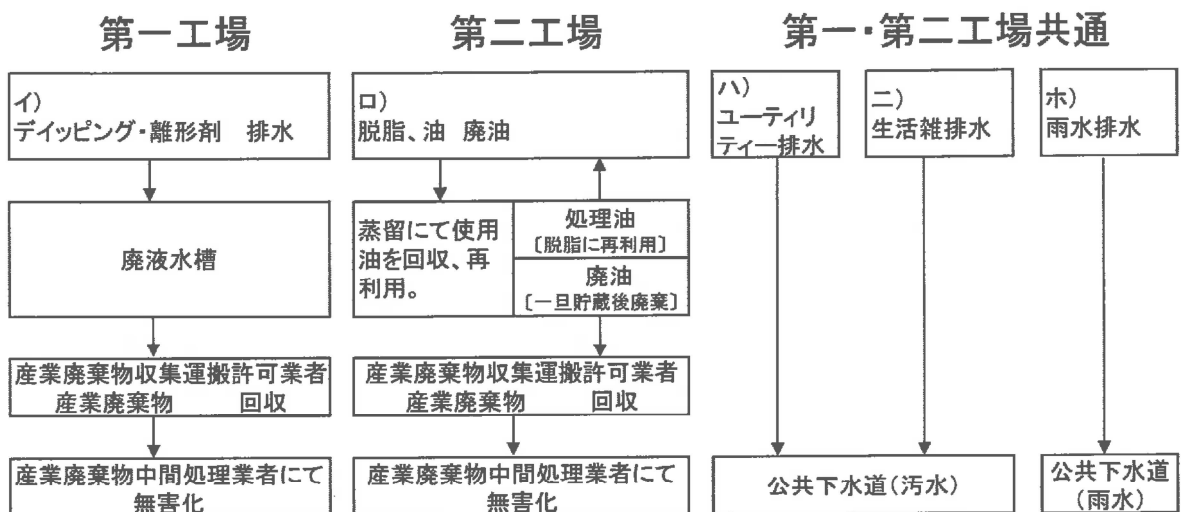 第一工場
イ)
デイッピング・離形剤 排水
廃液水槽
産業廃棄物収集運搬許可業者
産業廃棄物 回収
産業廃棄物中間処理業者にて
無害化
第二工場
ロ)
脱脂、油 廃油
蒸留にて使用
油を回収、再
利用。
処理油
〔脱脂に再利用〕
廃油
〔一旦貯蔵後廃棄〕
産業廃棄物収集運搬許可業者
産業廃棄物 回収
産業廃棄物中間処理業者にて
無害化
第一・第二工場共通
ハ)
ユーティリ
ティー排水
ニ)
生活雑排水
ホ)
雨水排水
公共下水道(汚水)
公共下水道
(雨水)